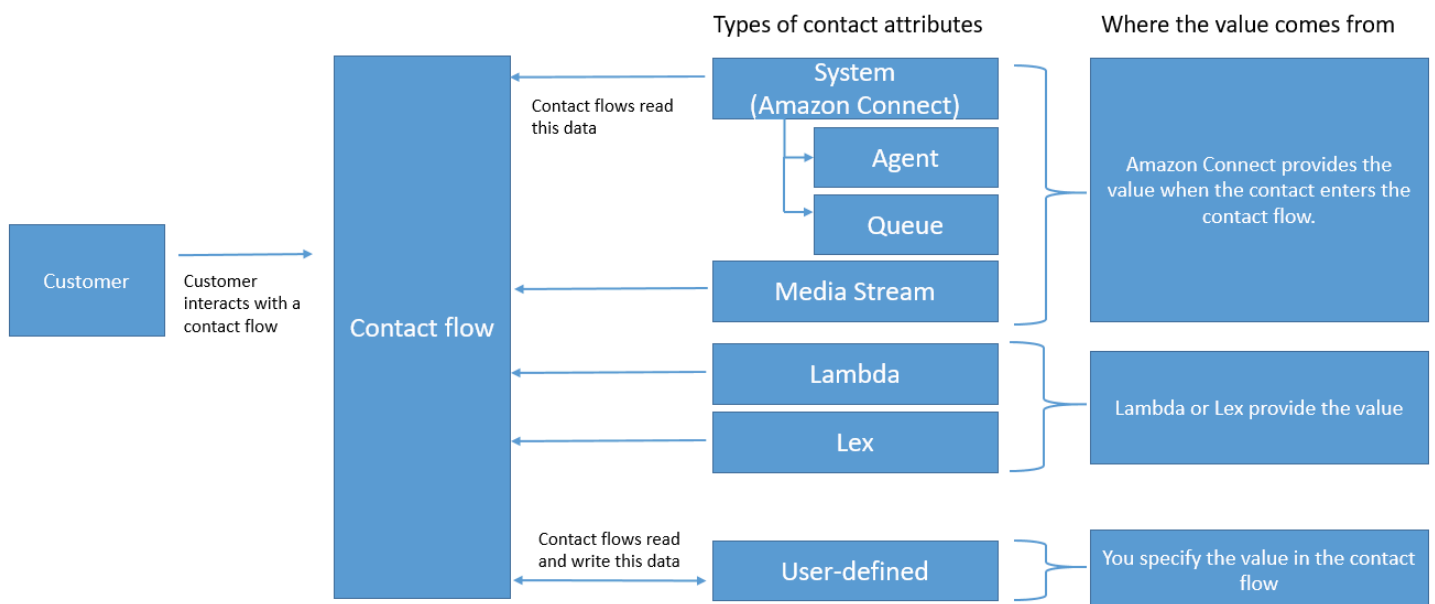 Types of contact attributes
Where the value comes from
System
(Amazon Connect)
Contact flows read
this data
Agent
Queue
Amazon Connect provides the
value when the contact enters the
contact flow.
Customer
Customer
interacts with a
contact flow
Contact flow
Media Stream
Lambda
Lex
Lambda or Lex provide the value
Contact flows read
and write this data
User-defined
You specify the value in the contact
flow